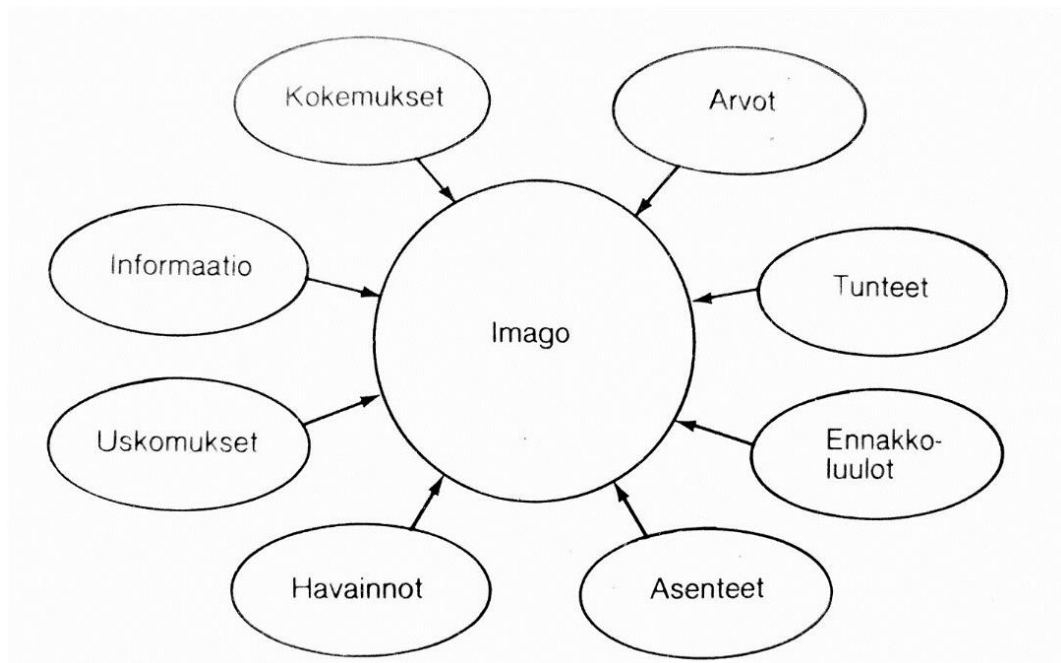 Kokemukset
Arvot
Informaatio
Tunteet
Imago
Uskomukset
Ennakko-
luulot
Havainnot
Asenteet